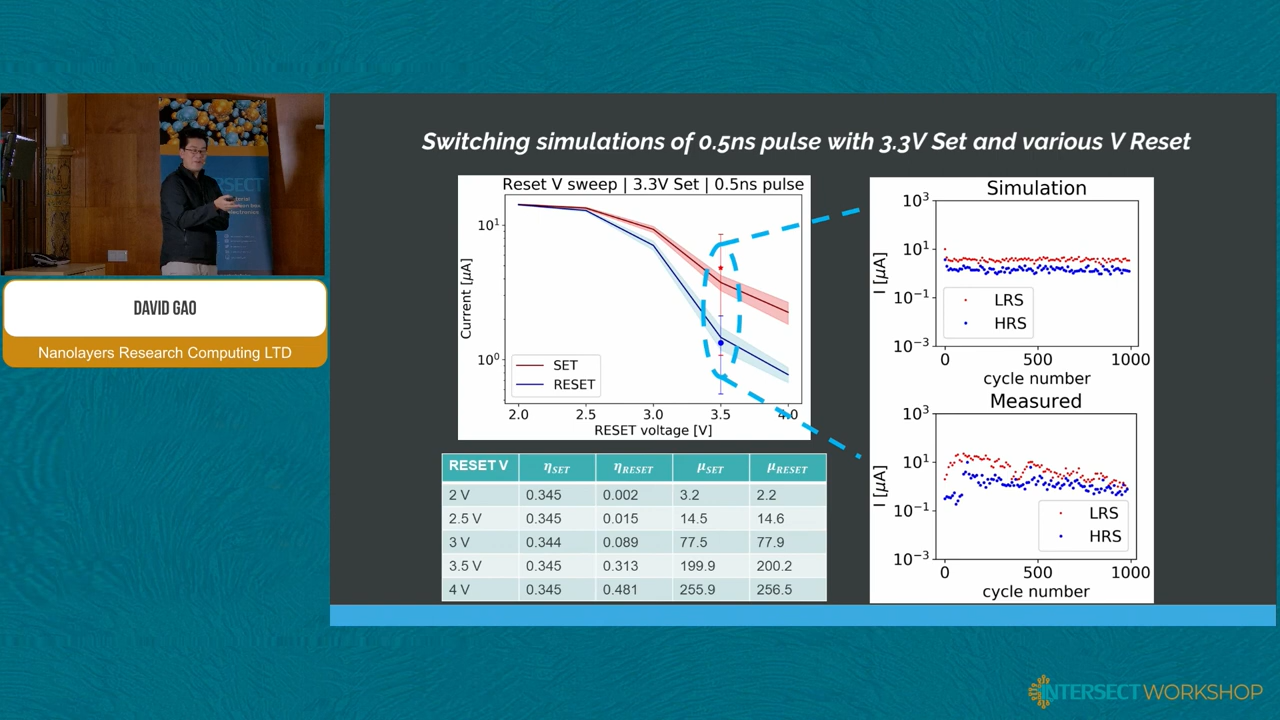 Switching simulations of 0.5ns pulse with 3.3V Set and various V Reset
DAVID GAO
Nanolayers Research Computing LTD
Reset V sweep | 3.3V Set | 0.5ns pulse
Current [μA]
10¹
10⁰
SET
RESET
2.0 2.5 3.0 3.5 4.0
RESET voltage [V]
RESET V η_SET η_RESET μ_SET μ_RESET
2 V 0.345 0.002 3.2 2.2
2.5 V 0.345 0.015 14.5 14.6
3 V 0.344 0.089 77.5 77.9
3.5 V 0.345 0.313 199.9 200.2
4 V 0.345 0.481 255.9 256.5
Simulation
I [μA]
10³
10¹
10⁻¹
10⁻³
LRS
HRS
0 500 1000
cycle number
Measured
I [μA]
10³
10¹
10⁻¹
10⁻³
LRS
HRS
0 500 1000
cycle number
INTERSECT WORKSHOP